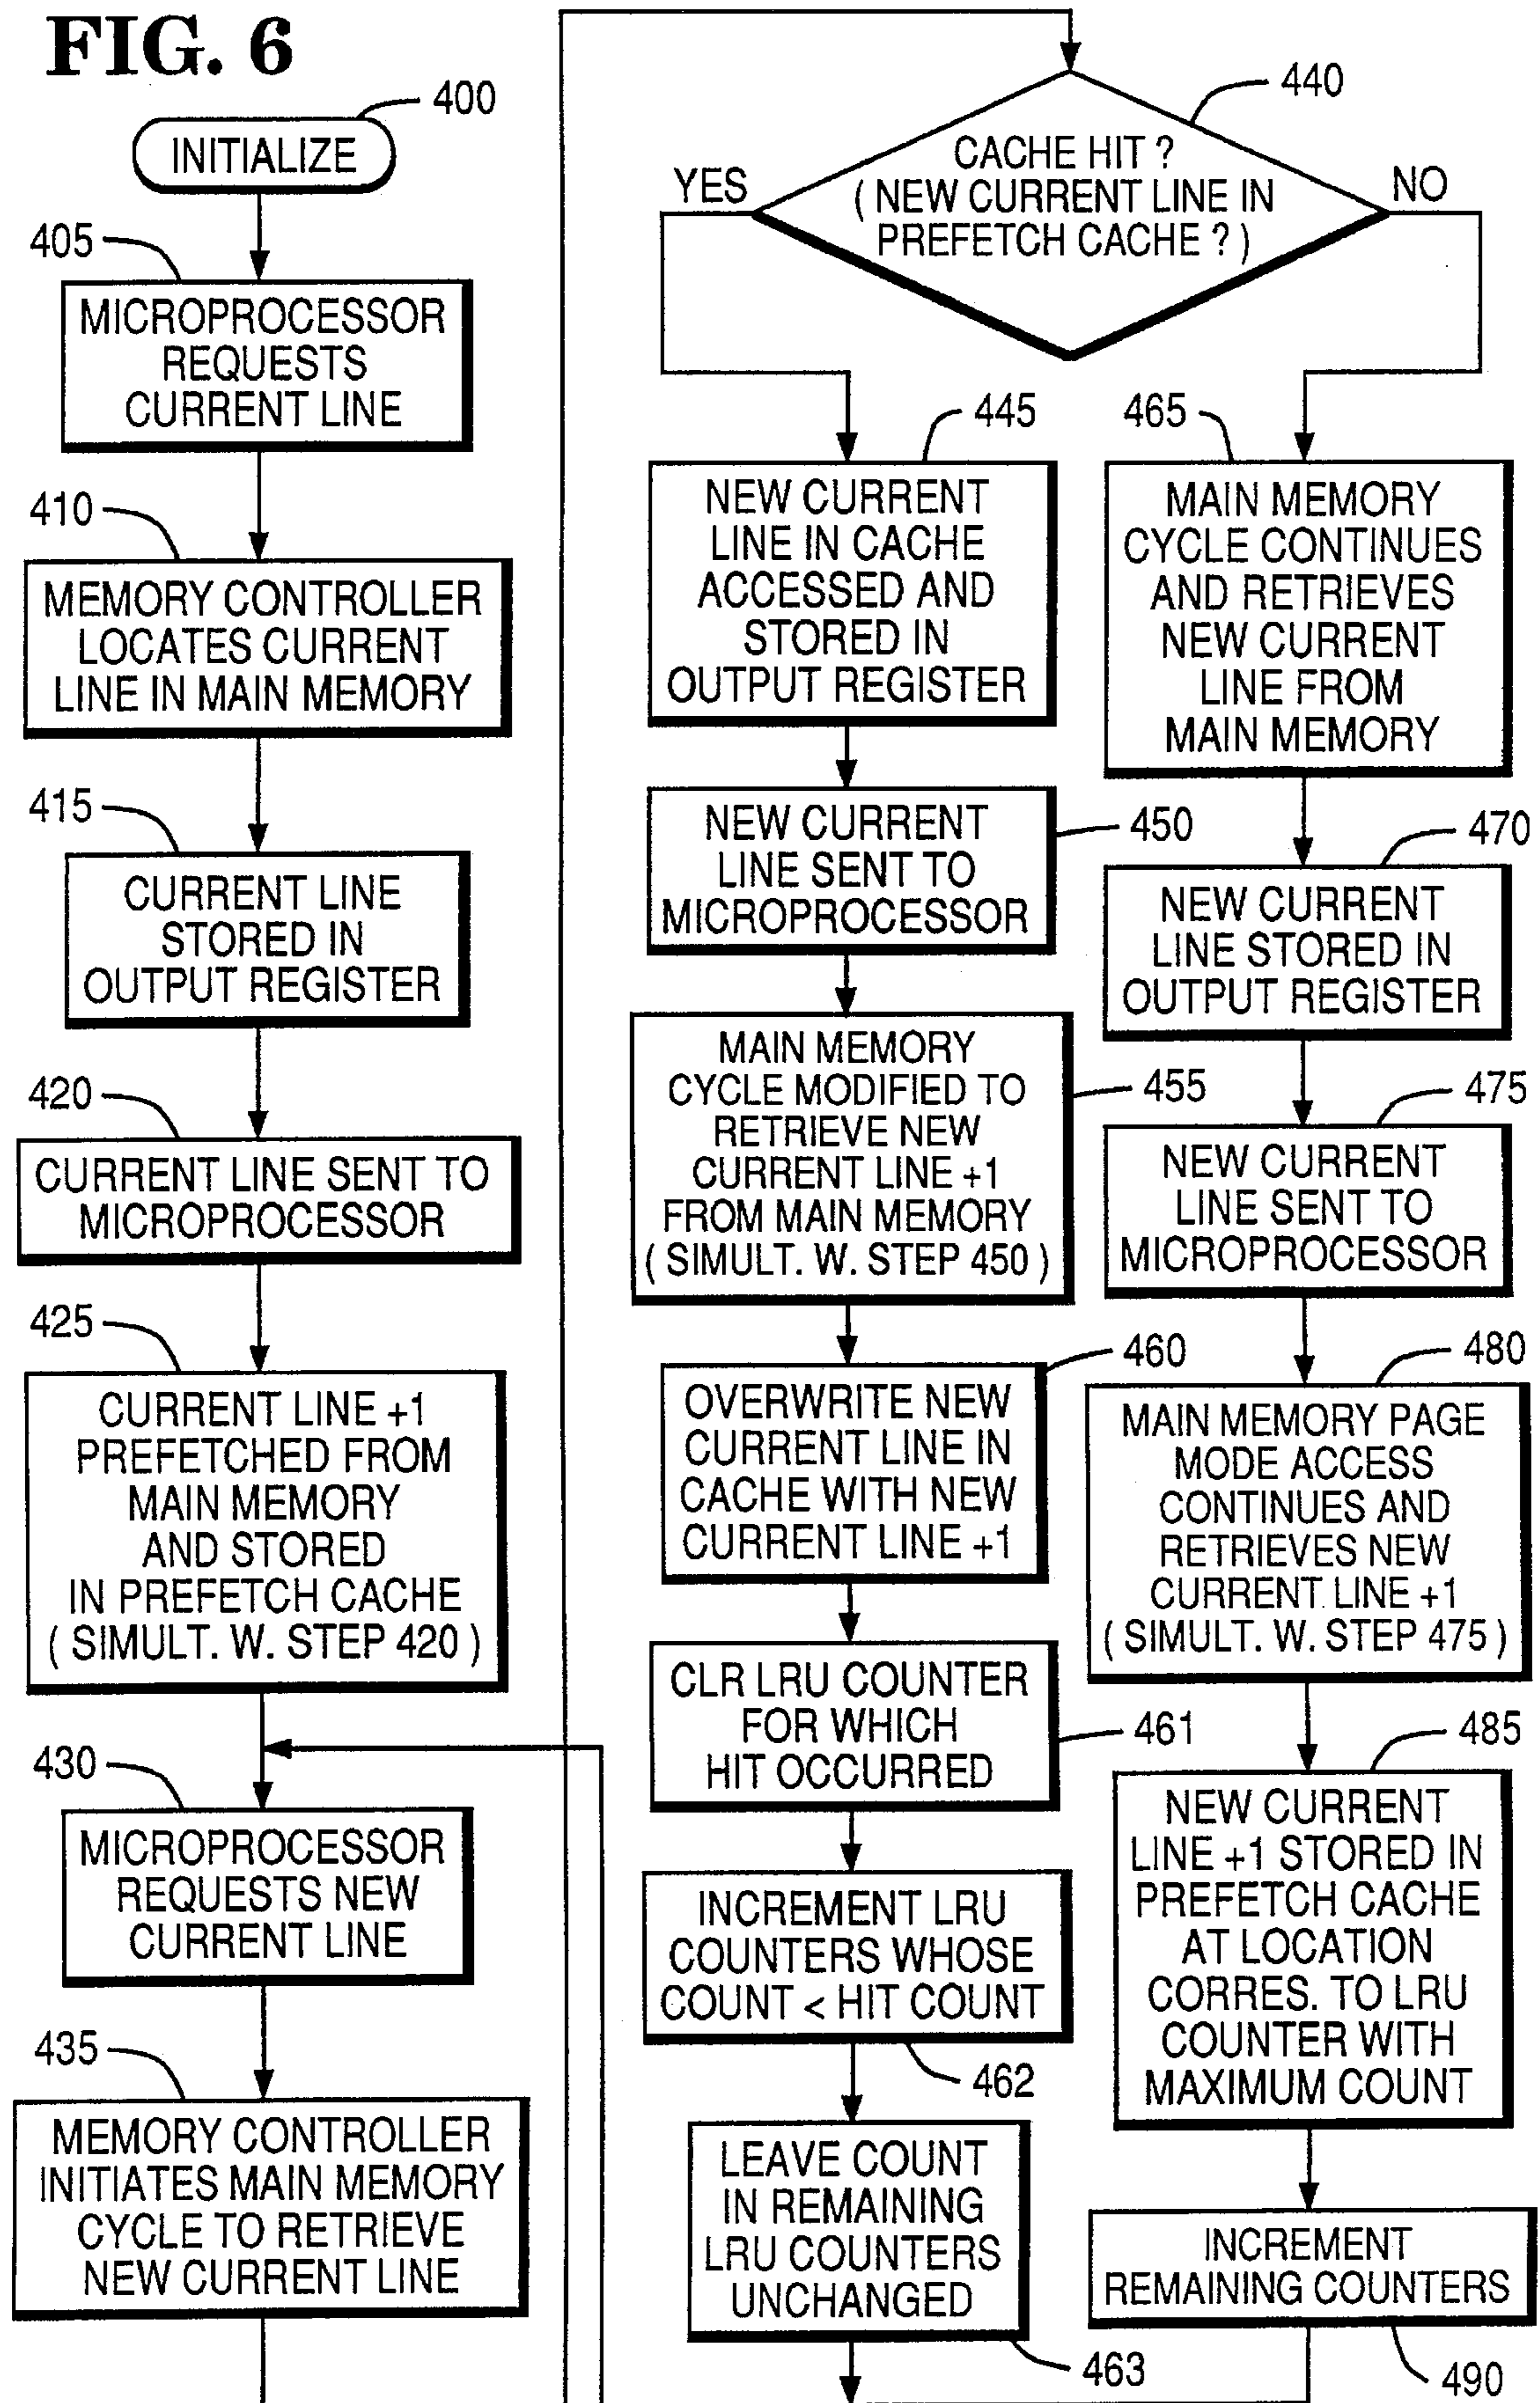 FIG. 6
400
INITIALIZE
405
MICROPROCESSOR
REQUESTS
CURRENT LINE
410
MEMORY CONTROLLER
LOCATES CURRENT
LINE IN MAIN MEMORY
415
CURRENT LINE
STORED IN
OUTPUT REGISTER
420
CURRENT LINE SENT TO
MICROPROCESSOR
425
CURRENT LINE +1
PREFETCHED FROM
MAIN MEMORY
AND STORED
IN PREFETCH CACHE
( SIMULT. W. STEP 420 )
430
MICROPROCESSOR
REQUESTS NEW
CURRENT LINE
435
MEMORY CONTROLLER
INITIATES MAIN MEMORY
CYCLE TO RETRIEVE
NEW CURRENT LINE
440
CACHE HIT ?
( NEW CURRENT LINE IN
PREFETCH CACHE ? )
YES
NO
445
NEW CURRENT
LINE IN CACHE
ACCESSED AND
STORED IN
OUTPUT REGISTER
450
NEW CURRENT
LINE SENT TO
MICROPROCESSOR
455
MAIN MEMORY
CYCLE MODIFIED TO
RETRIEVE NEW
CURRENT LINE +1
FROM MAIN MEMORY
( SIMULT. W. STEP 450 )
460
OVERWRITE NEW
CURRENT LINE IN
CACHE WITH NEW
CURRENT LINE +1
461
CLR LRU COUNTER
FOR WHICH
HIT OCCURRED
INCREMENT LRU
COUNTERS WHOSE
COUNT < HIT COUNT
462
LEAVE COUNT
IN REMAINING
LRU COUNTERS
UNCHANGED
463
465
MAIN MEMORY
CYCLE CONTINUES
AND RETRIEVES
NEW CURRENT
LINE FROM
MAIN MEMORY
470
NEW CURRENT
LINE STORED IN
OUTPUT REGISTER
475
NEW CURRENT
LINE SENT TO
MICROPROCESSOR
480
MAIN MEMORY PAGE
MODE ACCESS
CONTINUES AND
RETRIEVES NEW
CURRENT LINE +1
( SIMULT. W. STEP 475 )
485
NEW CURRENT
LINE +1 STORED IN
PREFETCH CACHE
AT LOCATION
CORRES. TO LRU
COUNTER WITH
MAXIMUM COUNT
INCREMENT
REMAINING COUNTERS
490